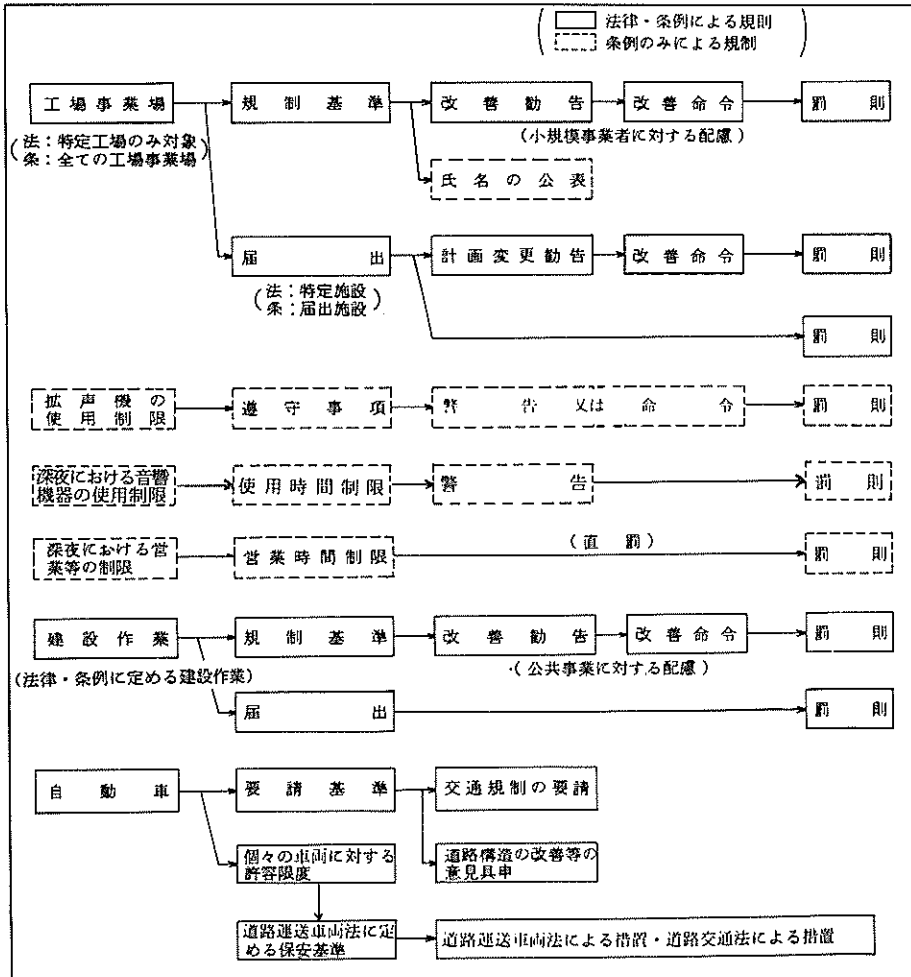 法律・条例による規則
条例のみによる規制
工場事業場
規制基準
改善勧告
改善命令
罰則
(法：特定工場のみ対象
条：全ての工場事業場)
(小規模事業者に対する配慮)
氏名の公表
届出
計画変更勧告
改善命令
罰則
(法：特定施設
条：届出施設)
罰則
拡声機の
使用制限
遵守事項
警告又は命令
罰則
深夜における音響
機器の使用制限
使用時間制限
警告
罰則
深夜における営
業等の制限
営業時間制限
(直罰)
罰則
建設作業
規制基準
改善勧告
改善命令
罰則
(法律・条例に定める建設作業)
(公共事業に対する配慮)
届出
罰則
自動車
要請基準
交通規制の要請
個々の車両に対する
許容限度
道路構造の改善等の
意見具申
道路運送車両法に定
める保安基準
道路運送車両法による措置・道路交通法による措置